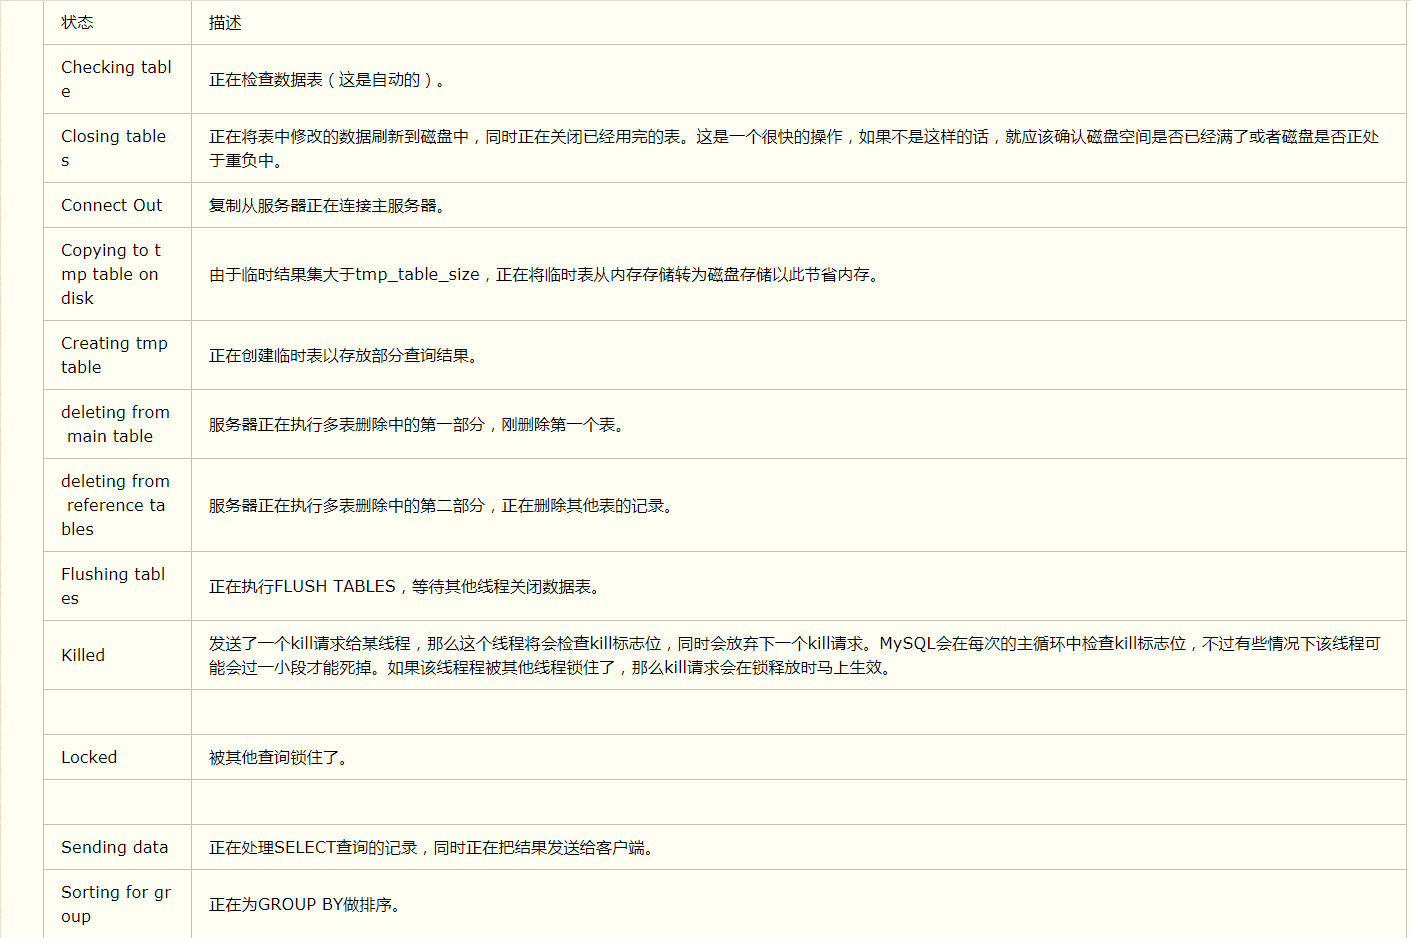 状态
描述
Checking tabl
e
正在检查数据表（这是自动的）。
Closing table
s
正在将表中修改的数据刷新到磁盘中，同时正在关闭已经用完的表。这是一个很快的操作，如果不是这样的话，就应该确认磁盘空间是否已经满了或者磁盘是否正处
于重负中。
Connect Out
复制从服务器正在连接主服务器。
Copying to t
mp table on
disk
由于临时结果集大于tmp_table_size，正在将临时表从内存存储转为磁盘存储以此节省内存。
Creating tmp
table
正在创建临时表以存放部分查询结果。
deleting from
main table
服务器正在执行多表删除中的第一部分，刚删除第一个表。
deleting from
reference ta
bles
服务器正在执行多表删除中的第二部分，正在删除其他表的记录。
Flushing tabl
es
正在执行FLUSH TABLES，等待其他线程关闭数据表。
Killed
发送了一个kill请求给某线程，那么这个线程将会检查kill标志位，同时会放弃下一个kill请求。MySQL会在每次的主循环中检查kill标志位，不过有些情况下该线程可
能会过一小段才能死掉。如果该线程程被其他线程锁住了，那么kill请求会在锁释放时马上生效。
Locked
被其他查询锁住了。
Sending data
正在处理SELECT查询的记录，同时正在把结果发送给客户端。
Sorting for gr
oup
正在为GROUP BY做排序。